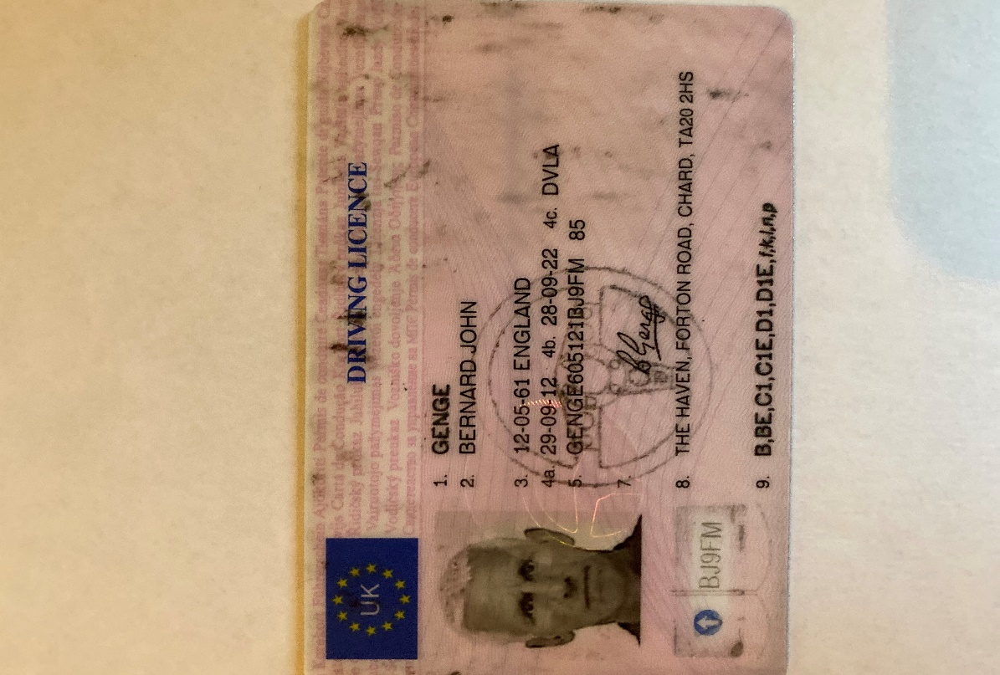 DRIVING LICENCE
UK
1. GENGE
2. BERNARD JOHN
3. 12-05-61 ENGLAND
4a. 29-09-12 4b. 28-09-22 4c. DVLA
5. GENGE605121BJ9FM 85
7. B Genge
8. THE HAVEN, FORTON ROAD, CHARD, TA20 2HS
BJ9FM
9. B,BE,C1,C1E,D1,D1E,f,k,l,n,p